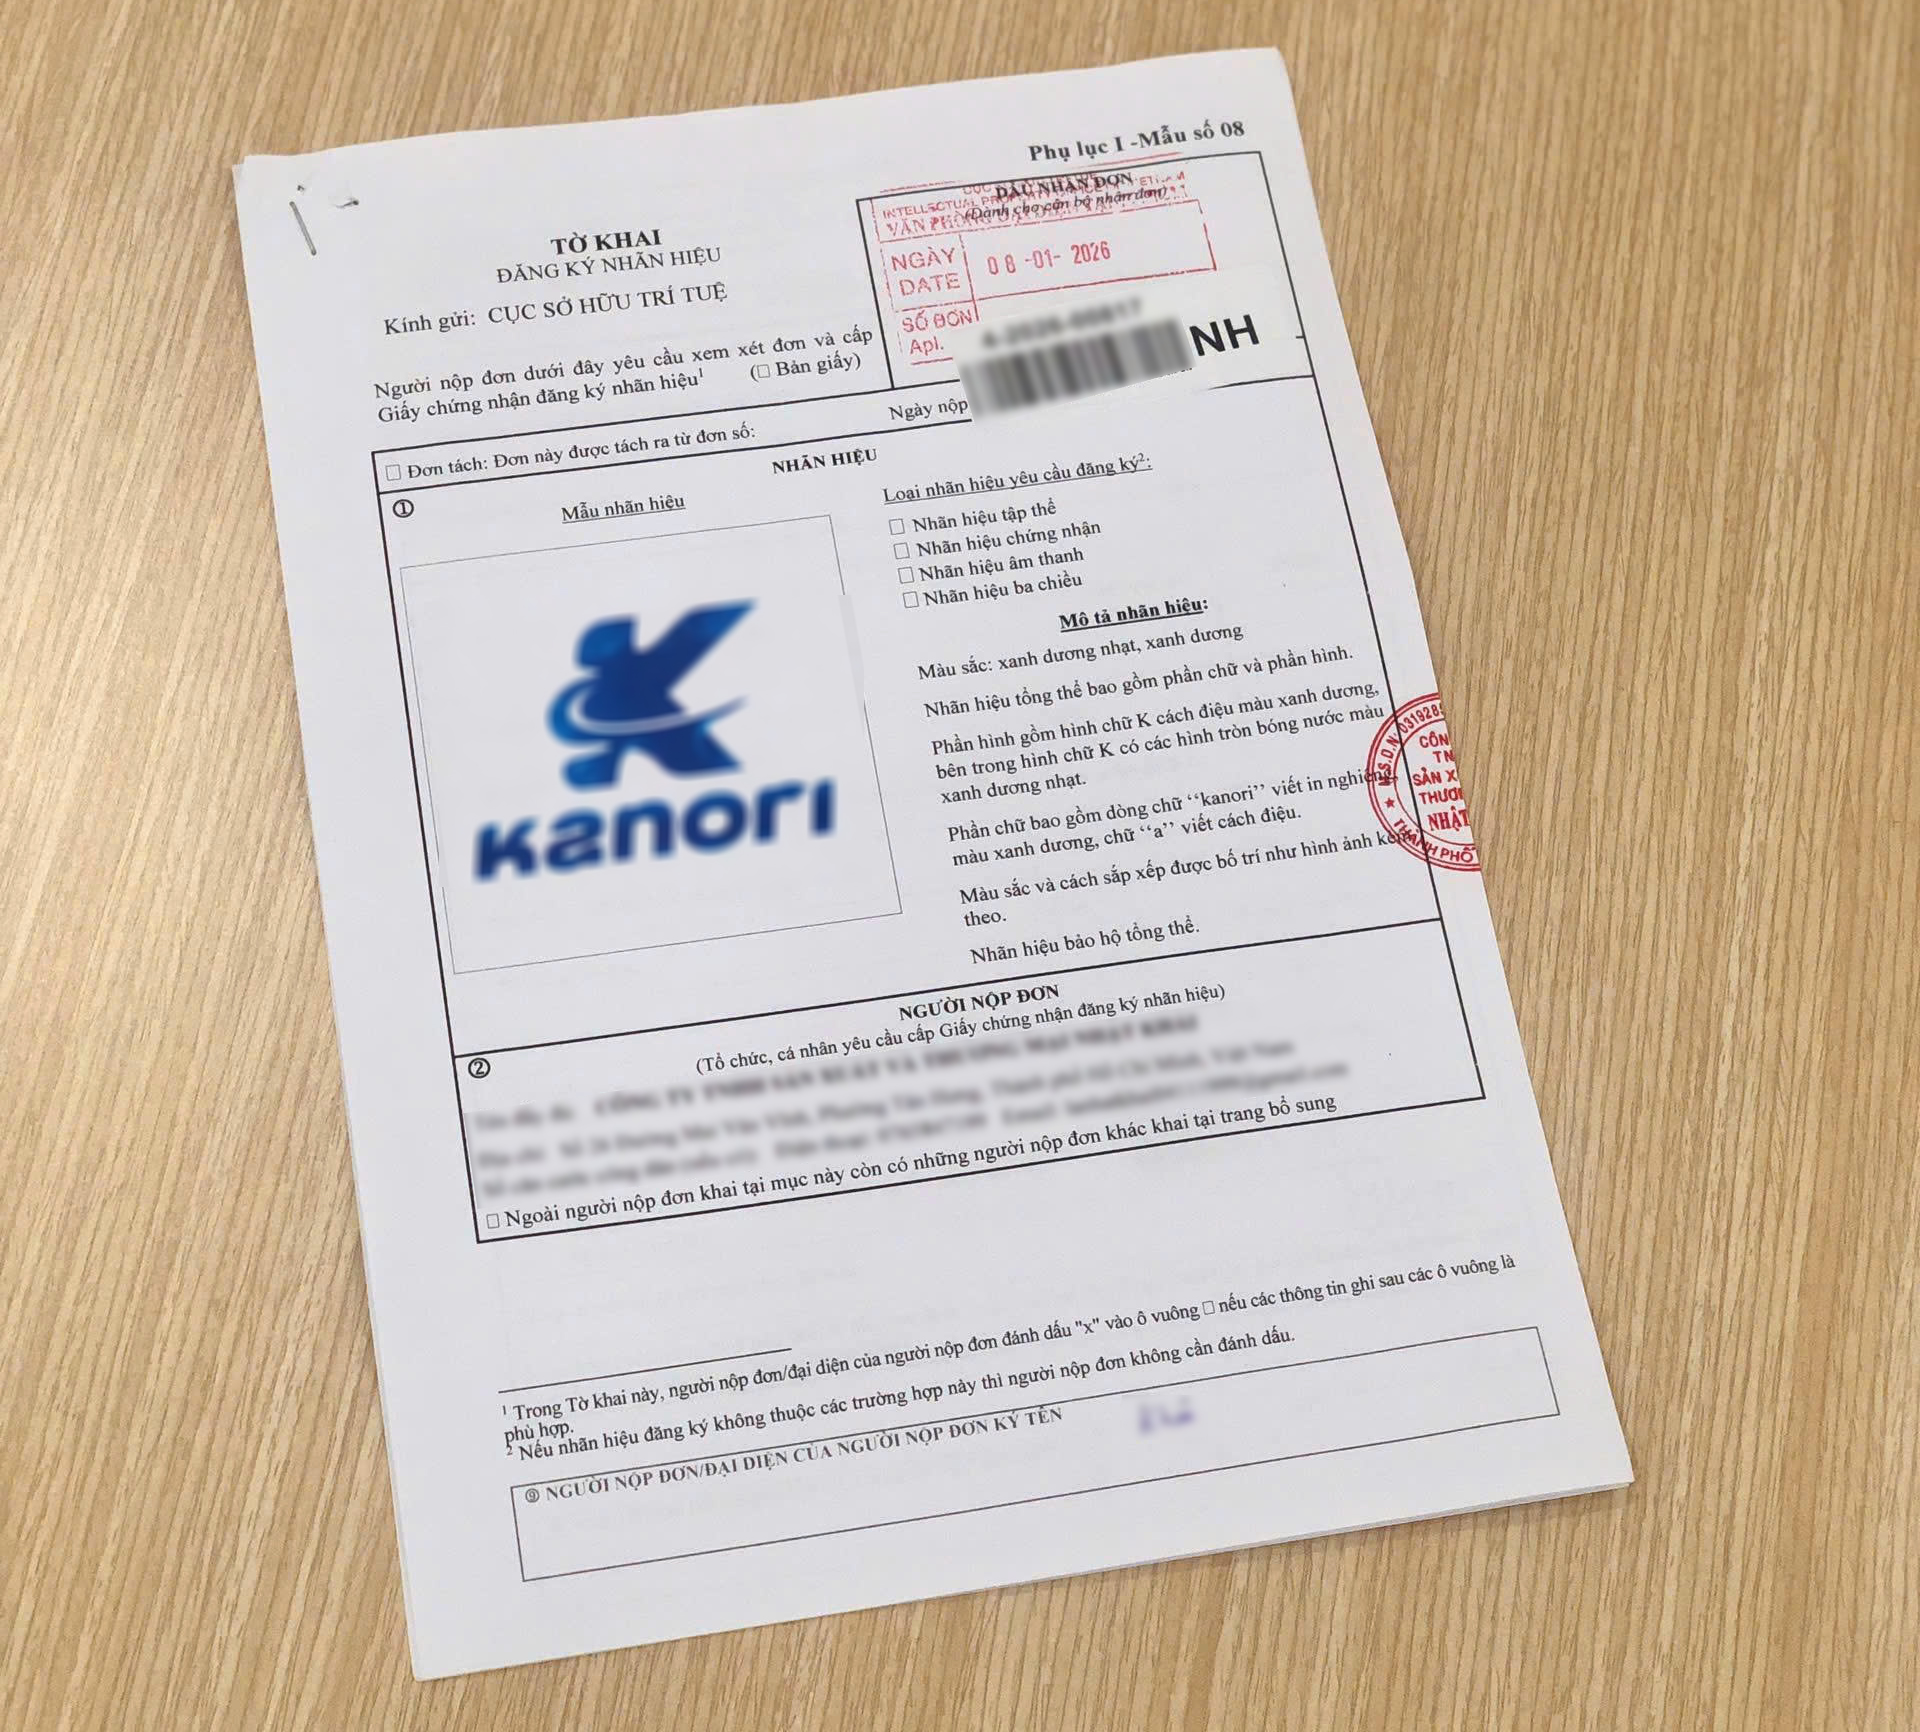 Phụ lục I -Mẫu số 08
TỜ KHAI
ĐĂNG KÝ NHÃN HIỆU
Kính gửi: CỤC SỞ HỮU TRÍ TUỆ
Người nộp đơn dưới đây yêu cầu xem xét đơn và cấp
Giấy chứng nhận đăng ký nhãn hiệu1 (☐ Bản giấy)
DẤU NHẬN ĐƠN
(Dành cho cán bộ nhận đơn)
INTELLECTUAL
VĂN
NGÀY
DATE
08 -01- 2026
SỐ ĐƠN
Apl.
NH
☐ Đơn tách: Đơn này được tách ra từ đơn số: Ngày nộp
NHÃN HIỆU
①
Mẫu nhãn hiệu
K
kanori
Loại nhãn hiệu yêu cầu đăng ký2:
☐ Nhãn hiệu tập thể
☐ Nhãn hiệu chứng nhận
☐ Nhãn hiệu âm thanh
☐ Nhãn hiệu ba chiều
Mô tả nhãn hiệu:
Màu sắc: xanh dương nhạt, xanh dương
Nhãn hiệu tổng thể bao gồm phần chữ và phần hình.
Phần hình gồm hình chữ K cách điệu màu xanh dương,
bên trong hình chữ K có các hình tròn bóng nước màu
xanh dương nhạt.
Phần chữ bao gồm dòng chữ ‘‘kanori’’ viết in nghiêng,
màu xanh dương, chữ ‘‘a’’ viết cách điệu.
Màu sắc và cách sắp xếp được bố trí như hình ảnh kèm
theo.
Nhãn hiệu bảo hộ tổng thể.
M.S.D.N: 031928
CÔN
TN
SẢN X
THƯƠ
NHẬT
THÀNH PHỐ
NGƯỜI NỘP ĐƠN
(Tổ chức, cá nhân yêu cầu cấp Giấy chứng nhận đăng ký nhãn hiệu)
②
☐ Ngoài người nộp đơn khai tại mục này còn có những người nộp đơn khác khai tại trang bổ sung
1 Trong Tờ khai này, người nộp đơn/đại diện của người nộp đơn đánh dấu "x" vào ô vuông ☐ nếu các thông tin ghi sau các ô vuông là
phù hợp.
2 Nếu nhãn hiệu đăng ký không thuộc các trường hợp này thì người nộp đơn không cần đánh dấu.
⑨ NGƯỜI NỘP ĐƠN/ĐẠI DIỆN CỦA NGƯỜI NỘP ĐƠN KÝ TÊN